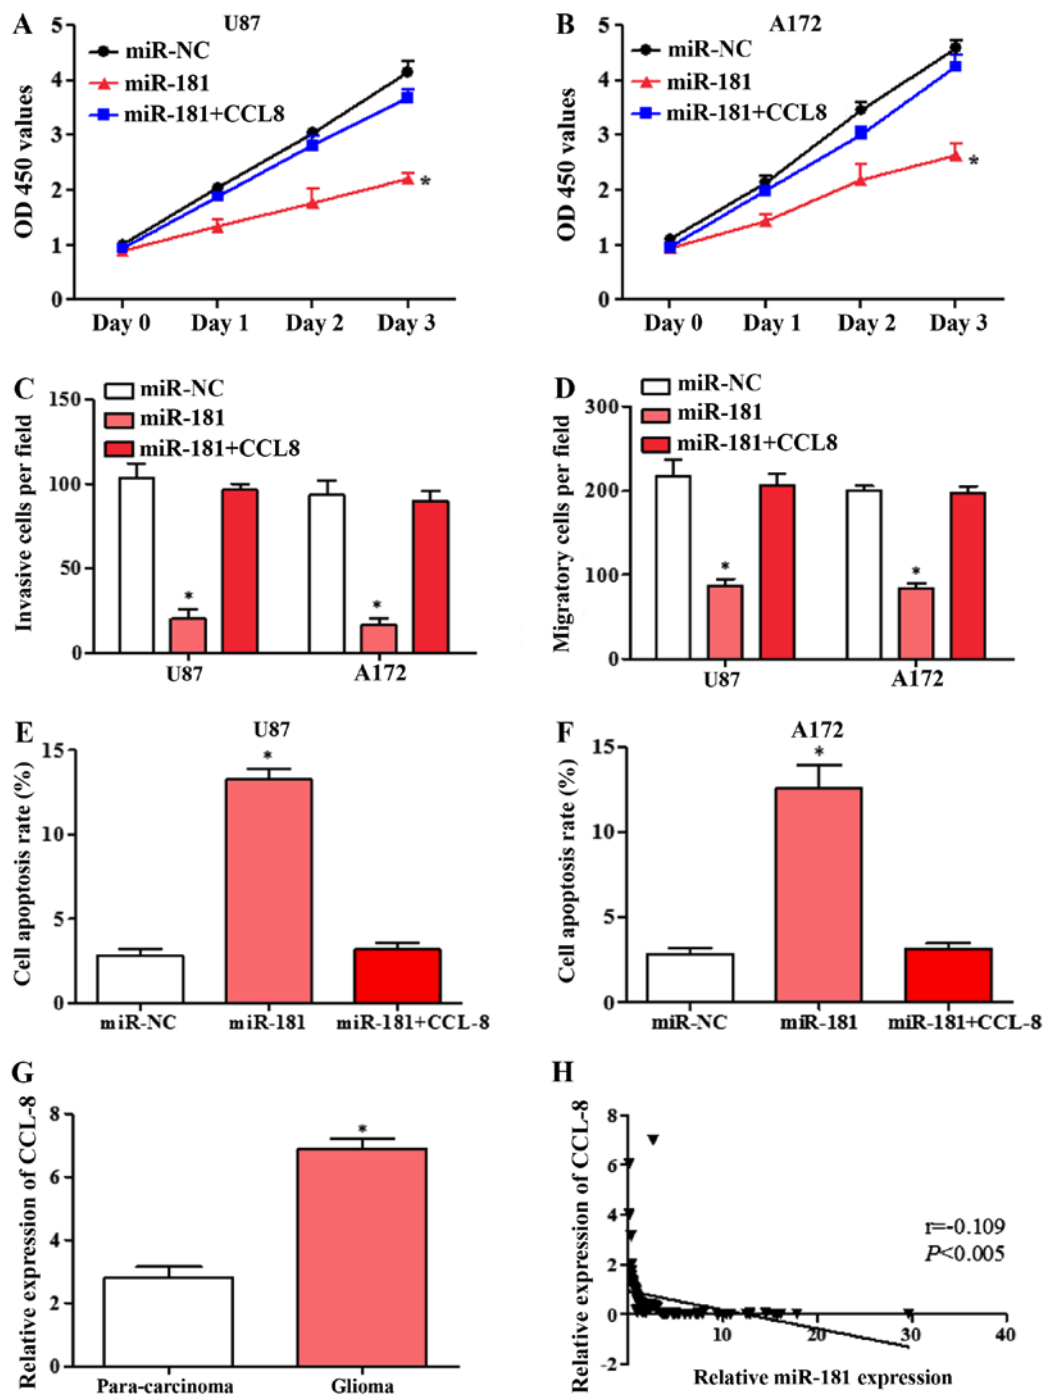 A
U87
miR-NC
miR-181
miR-181+CCL8
OD 450 values
5
4
3
2
1
0
Day 0 Day 1 Day 2 Day 3
*
B
A172
miR-NC
miR-181
miR-181+CCL8
OD 450 values
5
4
3
2
1
0
Day 0 Day 1 Day 2 Day 3
*
C
miR-NC
miR-181
miR-181+CCL8
Invasive cells per field
150
100
50
0
* *
U87 A172
D
miR-NC
miR-181
miR-181+CCL8
Migratory cells per field
300
200
100
0
* *
U87 A172
E
U87
Cell apoptosis rate (%)
15
10
5
0
*
miR-NC miR-181 miR-181+CCL-8
F
A172
Cell apoptosis rate (%)
15
10
5
0
*
miR-NC miR-181 miR-181+CCL-8
G
Relative expression of CCL-8
8
6
4
2
0
*
Para-carcinoma Glioma
H
Relative expression of CCL-8
8
6
4
2
0
-2
r=-0.109
P<0.005
10 20 30 40
Relative miR-181 expression